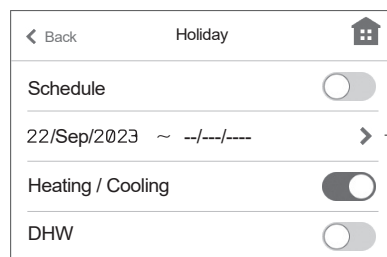 Back Holiday
Schedule
22/Sep/2023 ~ --/---/----
Heating / Cooling
DHW